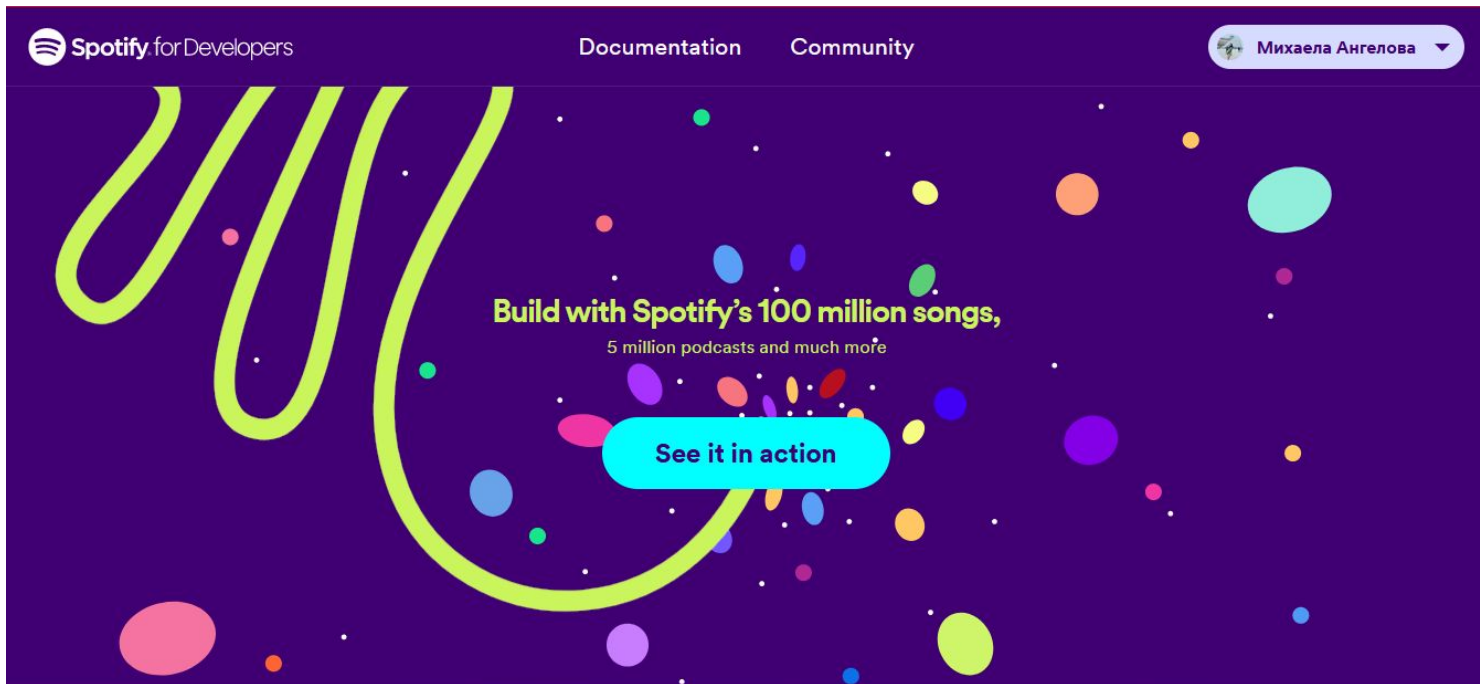 Spotify for Developers
Documentation
Community
Михаела Ангелова
Build with Spotify’s 100 million songs,
5 million podcasts and much more
See it in action